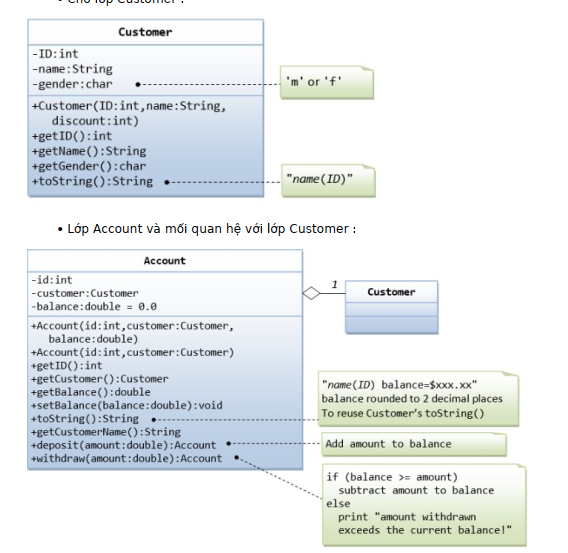 • Cho lớp Customer :
Customer
-ID:int
-name:String
-gender:char
'm' or 'f'
+Customer(ID:int,name:String,
discount:int)
+getID():int
+getName():String
+getGender():char
+toString():String
"name(ID)"
• Lớp Account và mối quan hệ với lớp Customer :
Account
-id:int
-customer:Customer
-balance:double = 0.0
1
Customer
+Account(id:int,customer:Customer,
balance:double)
+Account(id:int,customer:Customer)
+getID():int
+getCustomer():Customer
+getBalance():double
+setBalance(balance:double):void
+toString():String
+getCustomerName():String
+deposit(amount:double):Account
+withdraw(amount:double):Account
"name(ID) balance=$xxx.xx"
balance rounded to 2 decimal places
To reuse Customer's toString()
Add amount to balance
if (balance >= amount)
subtract amount to balance
else
print "amount withdrawn
exceeds the current balance!"